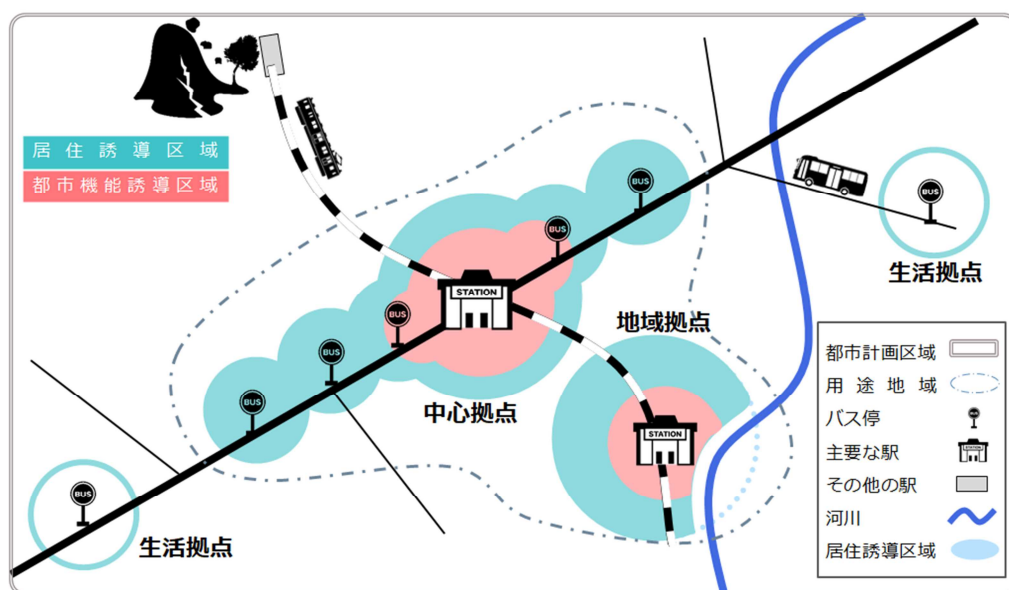 居住誘導区域
都市機能誘導区域
BUS
BUS
BUS
生活拠点
STATION
BUS
地域拠点
BUS
BUS
中心拠点
STATION
BUS
生活拠点
都市計画区域
用途地域
バス停
主要な駅
その他の駅
河川
居住誘導区域